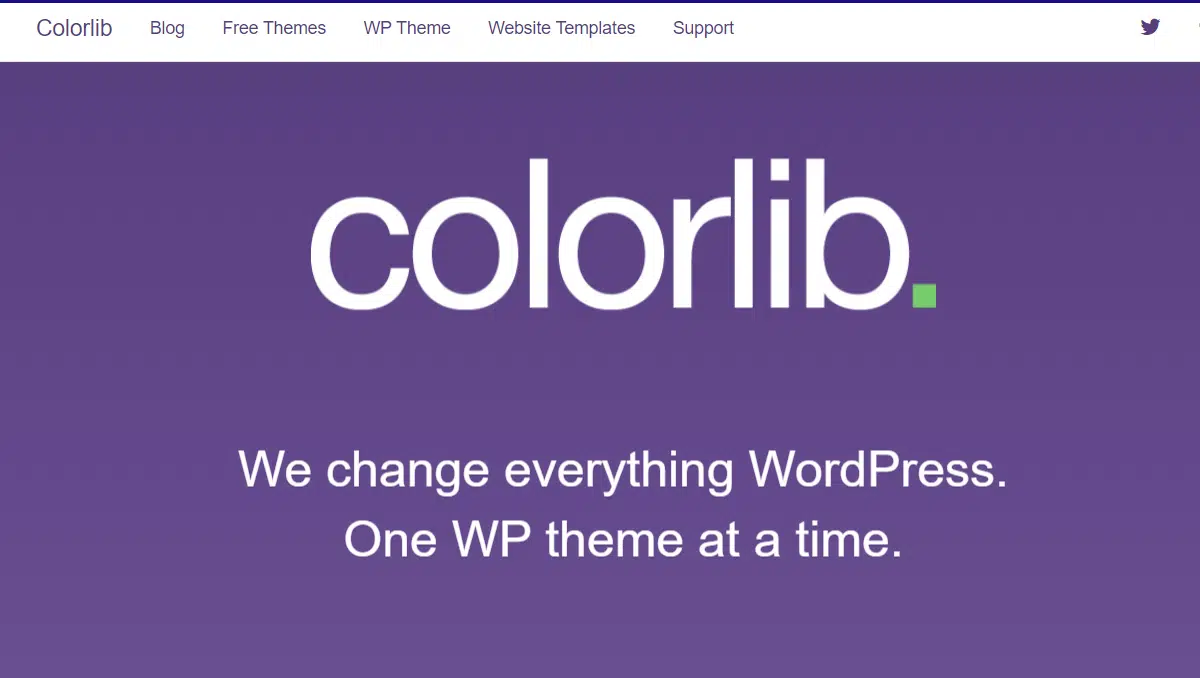 Colorlib Blog Free Themes WP Theme Website Templates Support
colorlib.
We change everything WordPress.
One WP theme at a time.